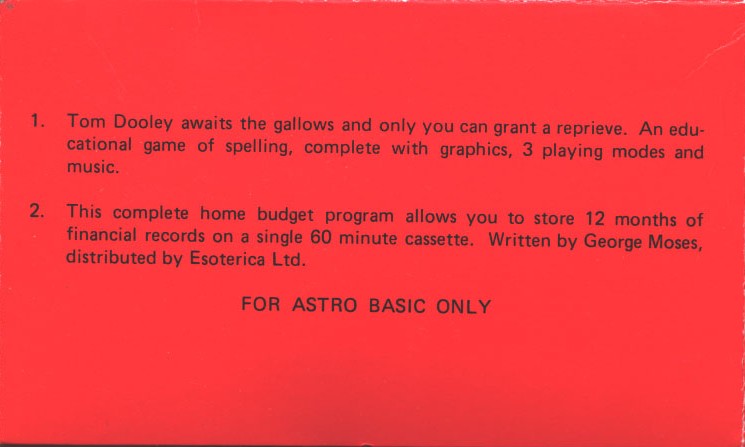 1. Tom Dooley awaits the gallows and only you can grant a reprieve. An edu-
cational game of spelling, complete with graphics, 3 playing modes and
music.
2. This complete home budget program allows you to store 12 months of
financial records on a single 60 minute cassette. Written by George Moses,
distributed by Esoterica Ltd.
FOR ASTRO BASIC ONLY